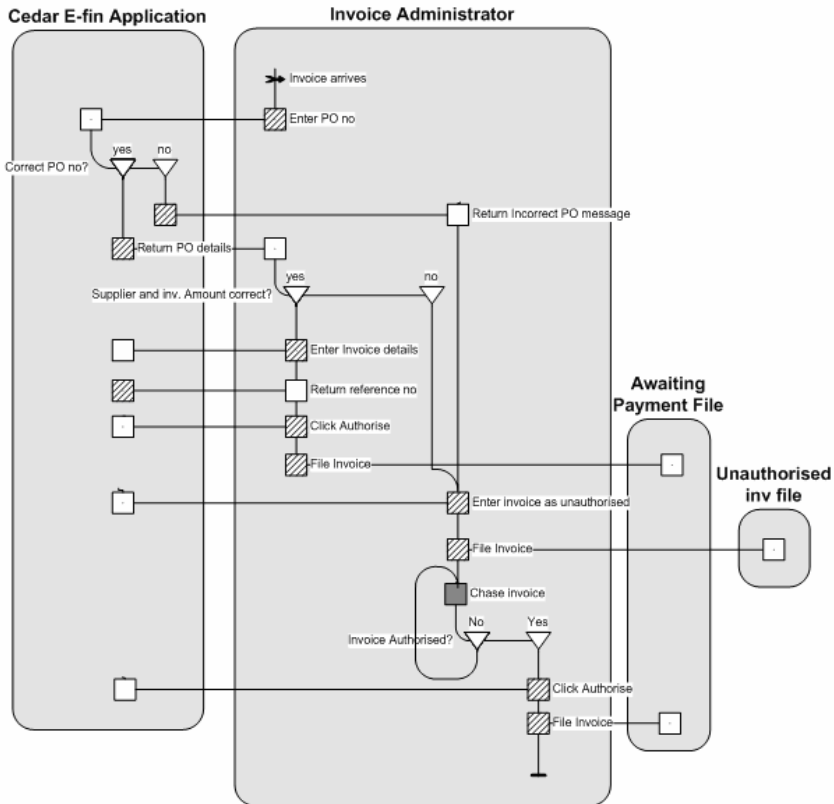 Cedar E-fin Application
Invoice Administrator
Invoice arrives
Enter PO no
yes
no
Correct PO no?
Return Incorrect PO message
Return PO details
yes
no
Supplier and inv. Amount correct?
Enter Invoice details
Return reference no
Awaiting
Payment File
Click Authorise
File Invoice
Unauthorised
inv file
Enter invoice as unauthorised
File Invoice
Chase invoice
No
Yes
Invoice Authorised?
Click Authorise
File Invoice